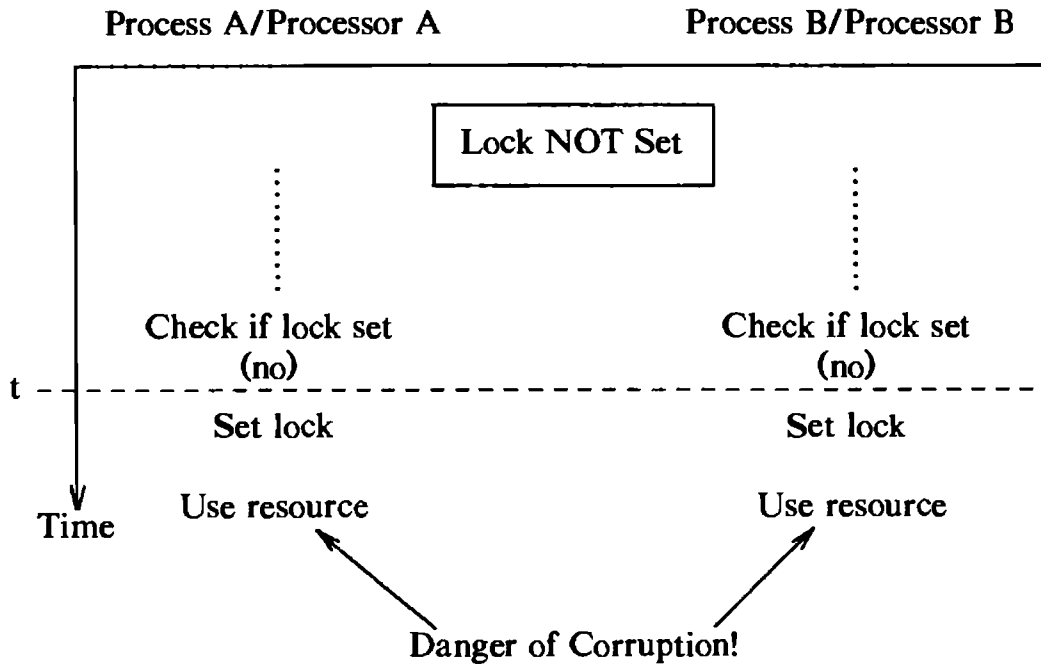 Process A/Processor A
Process B/Processor B
Lock NOT Set
Check if lock set
(no)
Check if lock set
(no)
t
Set lock
Set lock
Use resource
Use resource
Time
Danger of Corruption!